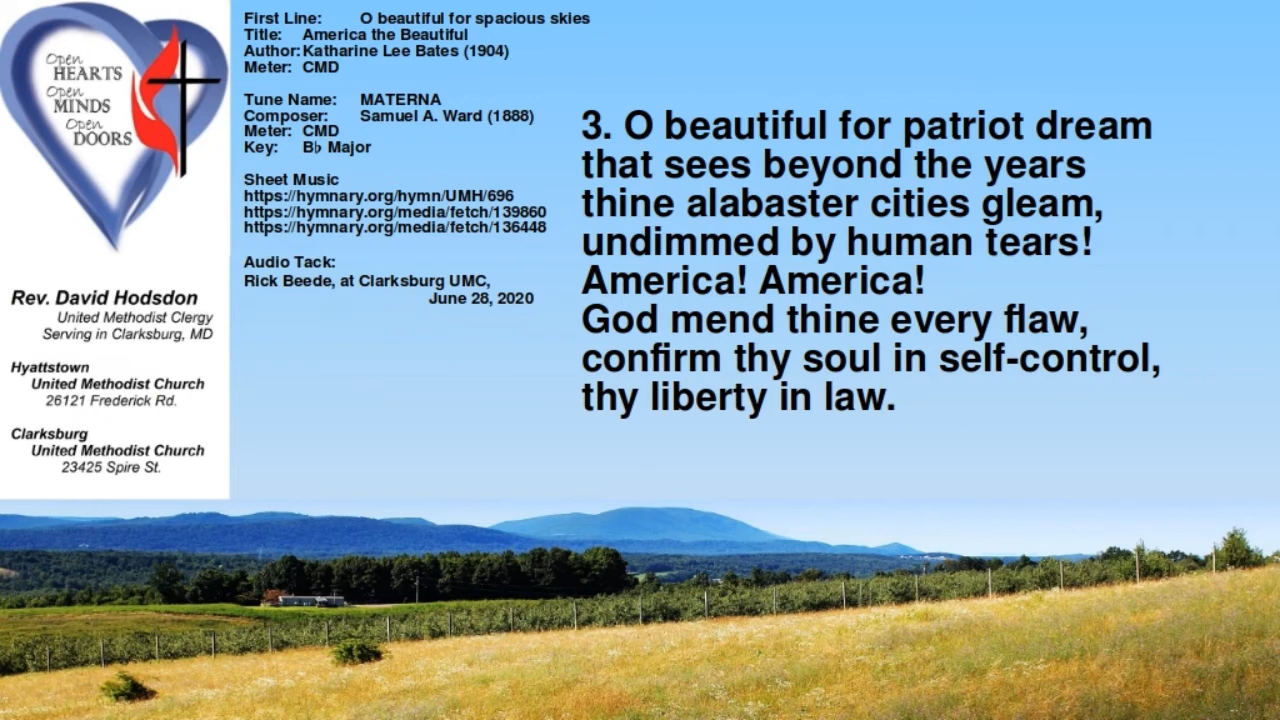 Open
HEARTS
Open
MINDS
Open
DOORS
Rev. David Hodsdon
United Methodist Clergy
Serving in Clarksburg, MD
Hyattstown
United Methodist Church
26121 Frederick Rd.
Clarksburg
United Methodist Church
23425 Spire St.
First Line: O beautiful for spacious skies
Title: America the Beautiful
Author: Katharine Lee Bates (1904)
Meter: CMD
Tune Name: MATERNA
Composer: Samuel A. Ward (1888)
Meter: CMD
Key: B♭ Major
Sheet Music
https://hymnary.org/hymn/UMH/696
https://hymnary.org/media/fetch/139860
https://hymnary.org/media/fetch/136448
Audio Tack:
Rick Beede, at Clarksburg UMC,
June 28, 2020
3. O beautiful for patriot dream
that sees beyond the years
thine alabaster cities gleam,
undimmed by human tears!
America! America!
God mend thine every flaw,
confirm thy soul in self-control,
thy liberty in law.